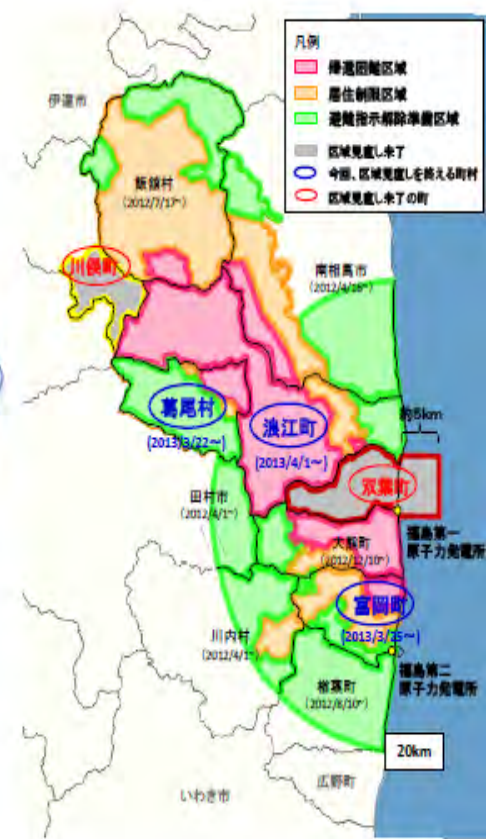 凡例
帰還困難区域
居住制限区域
避難指示解除準備区域
区域見直し未了
今回、区域見直しを終える町村
区域見直し未了の町
伊達市
飯舘村
(2012/7/17~)
川俣町
南相馬市
(2012/4/16~)
葛尾村
(2013/3/22~)
浪江町
(2013/4/1~)
約5km
双葉町
田村市
(2012/4/1~)
福島第一
原子力発電所
大熊町
(2012/12/10~)
富岡町
(2013/3/25~)
川内村
(2012/4/1~)
福島第二
原子力発電所
楢葉町
(2012/8/10~)
20km
広野町
いわき市